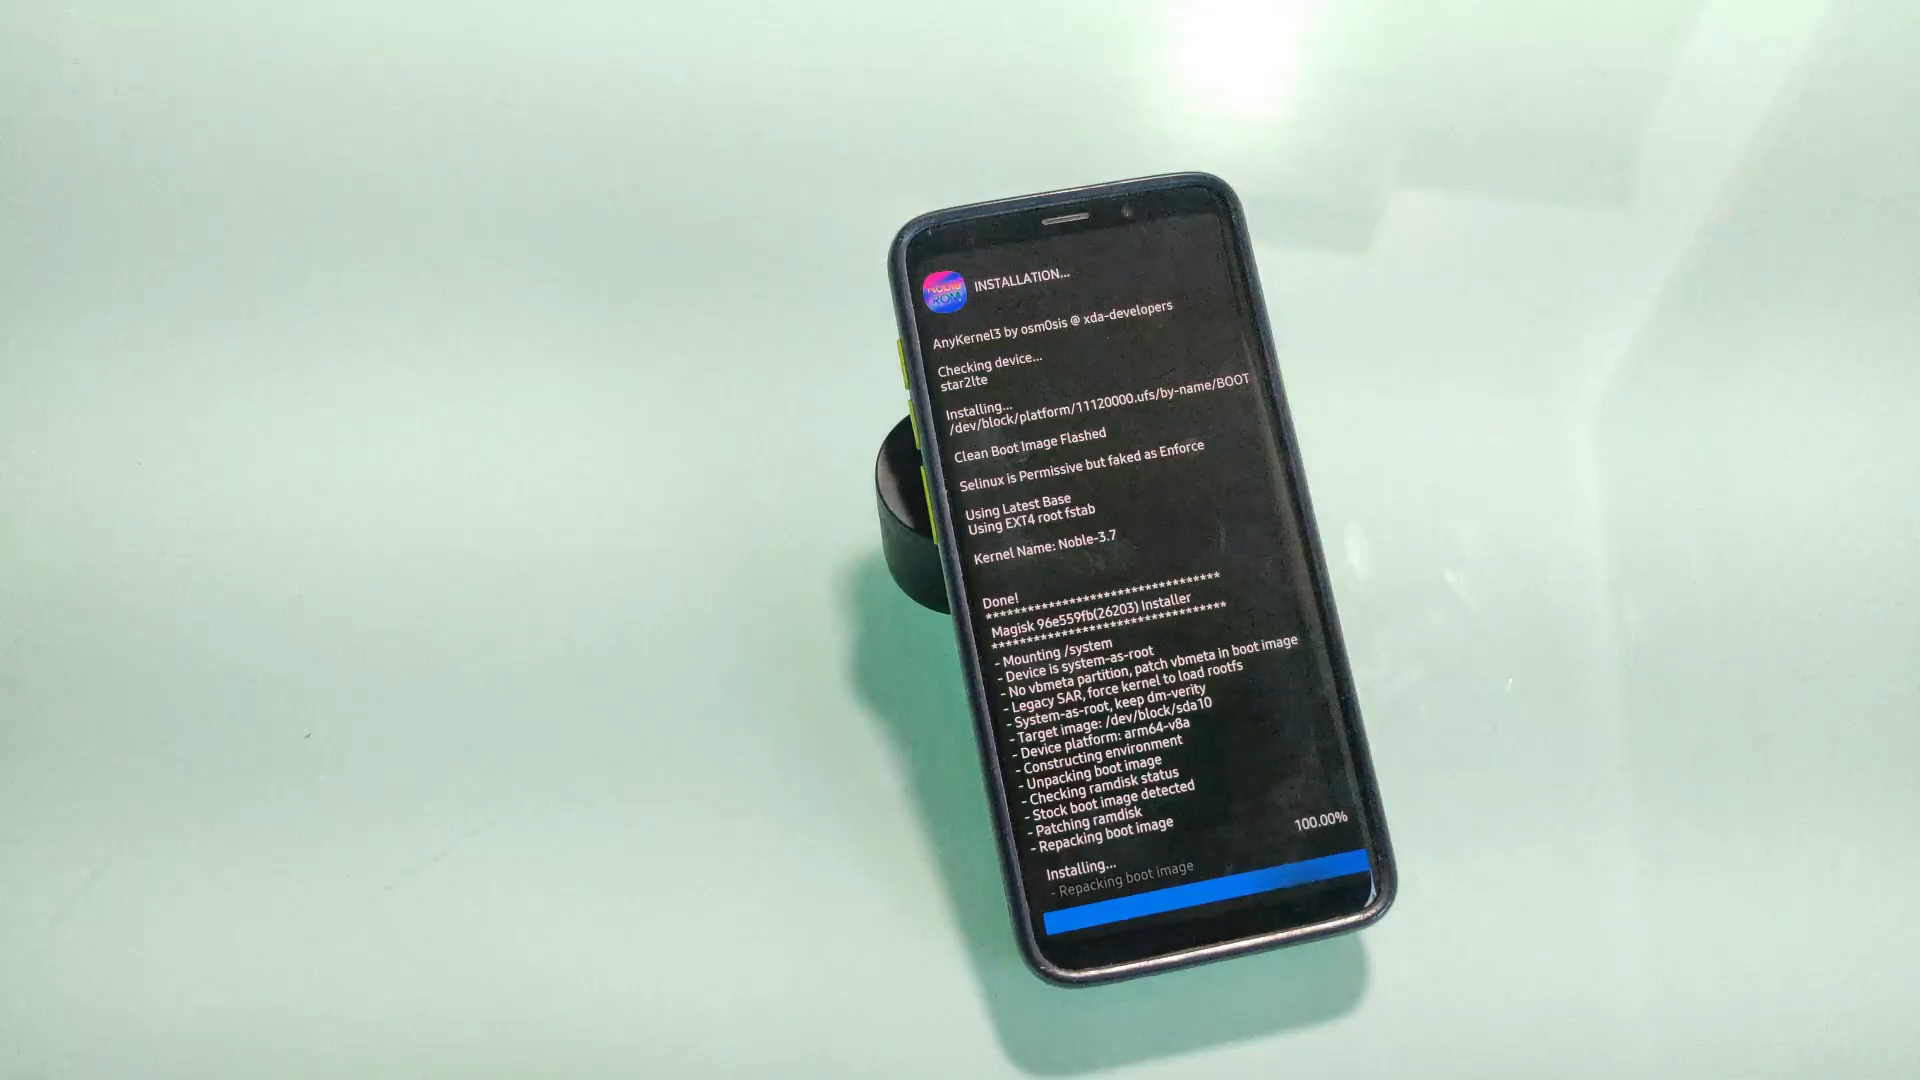 NOBLE
ROM
INSTALLATION...
AnyKernel3 by osm0sis @ xda-developers
Checking device...
star2lte
Installing...
/dev/block/platform/11120000.ufs/by-name/BOOT
Clean Boot Image Flashed
Selinux is Permissive but faked as Enforce
Using Latest Base
Using EXT4 root fstab
Kernel Name: Noble-3.7
Done!
*********************************
Magisk 96e559fb(26203) Installer
*********************************
- Mounting /system
- Device is system-as-root
- No vbmeta partition, patch vbmeta in boot image
- Legacy SAR, force kernel to load rootfs
- System-as-root, keep dm-verity
- Target image: /dev/block/sda10
- Device platform: arm64-v8a
- Constructing environment
- Unpacking boot image
- Checking ramdisk status
- Stock boot image detected
- Patching ramdisk
- Repacking boot image
100.00%
Installing...
- Repacking boot image